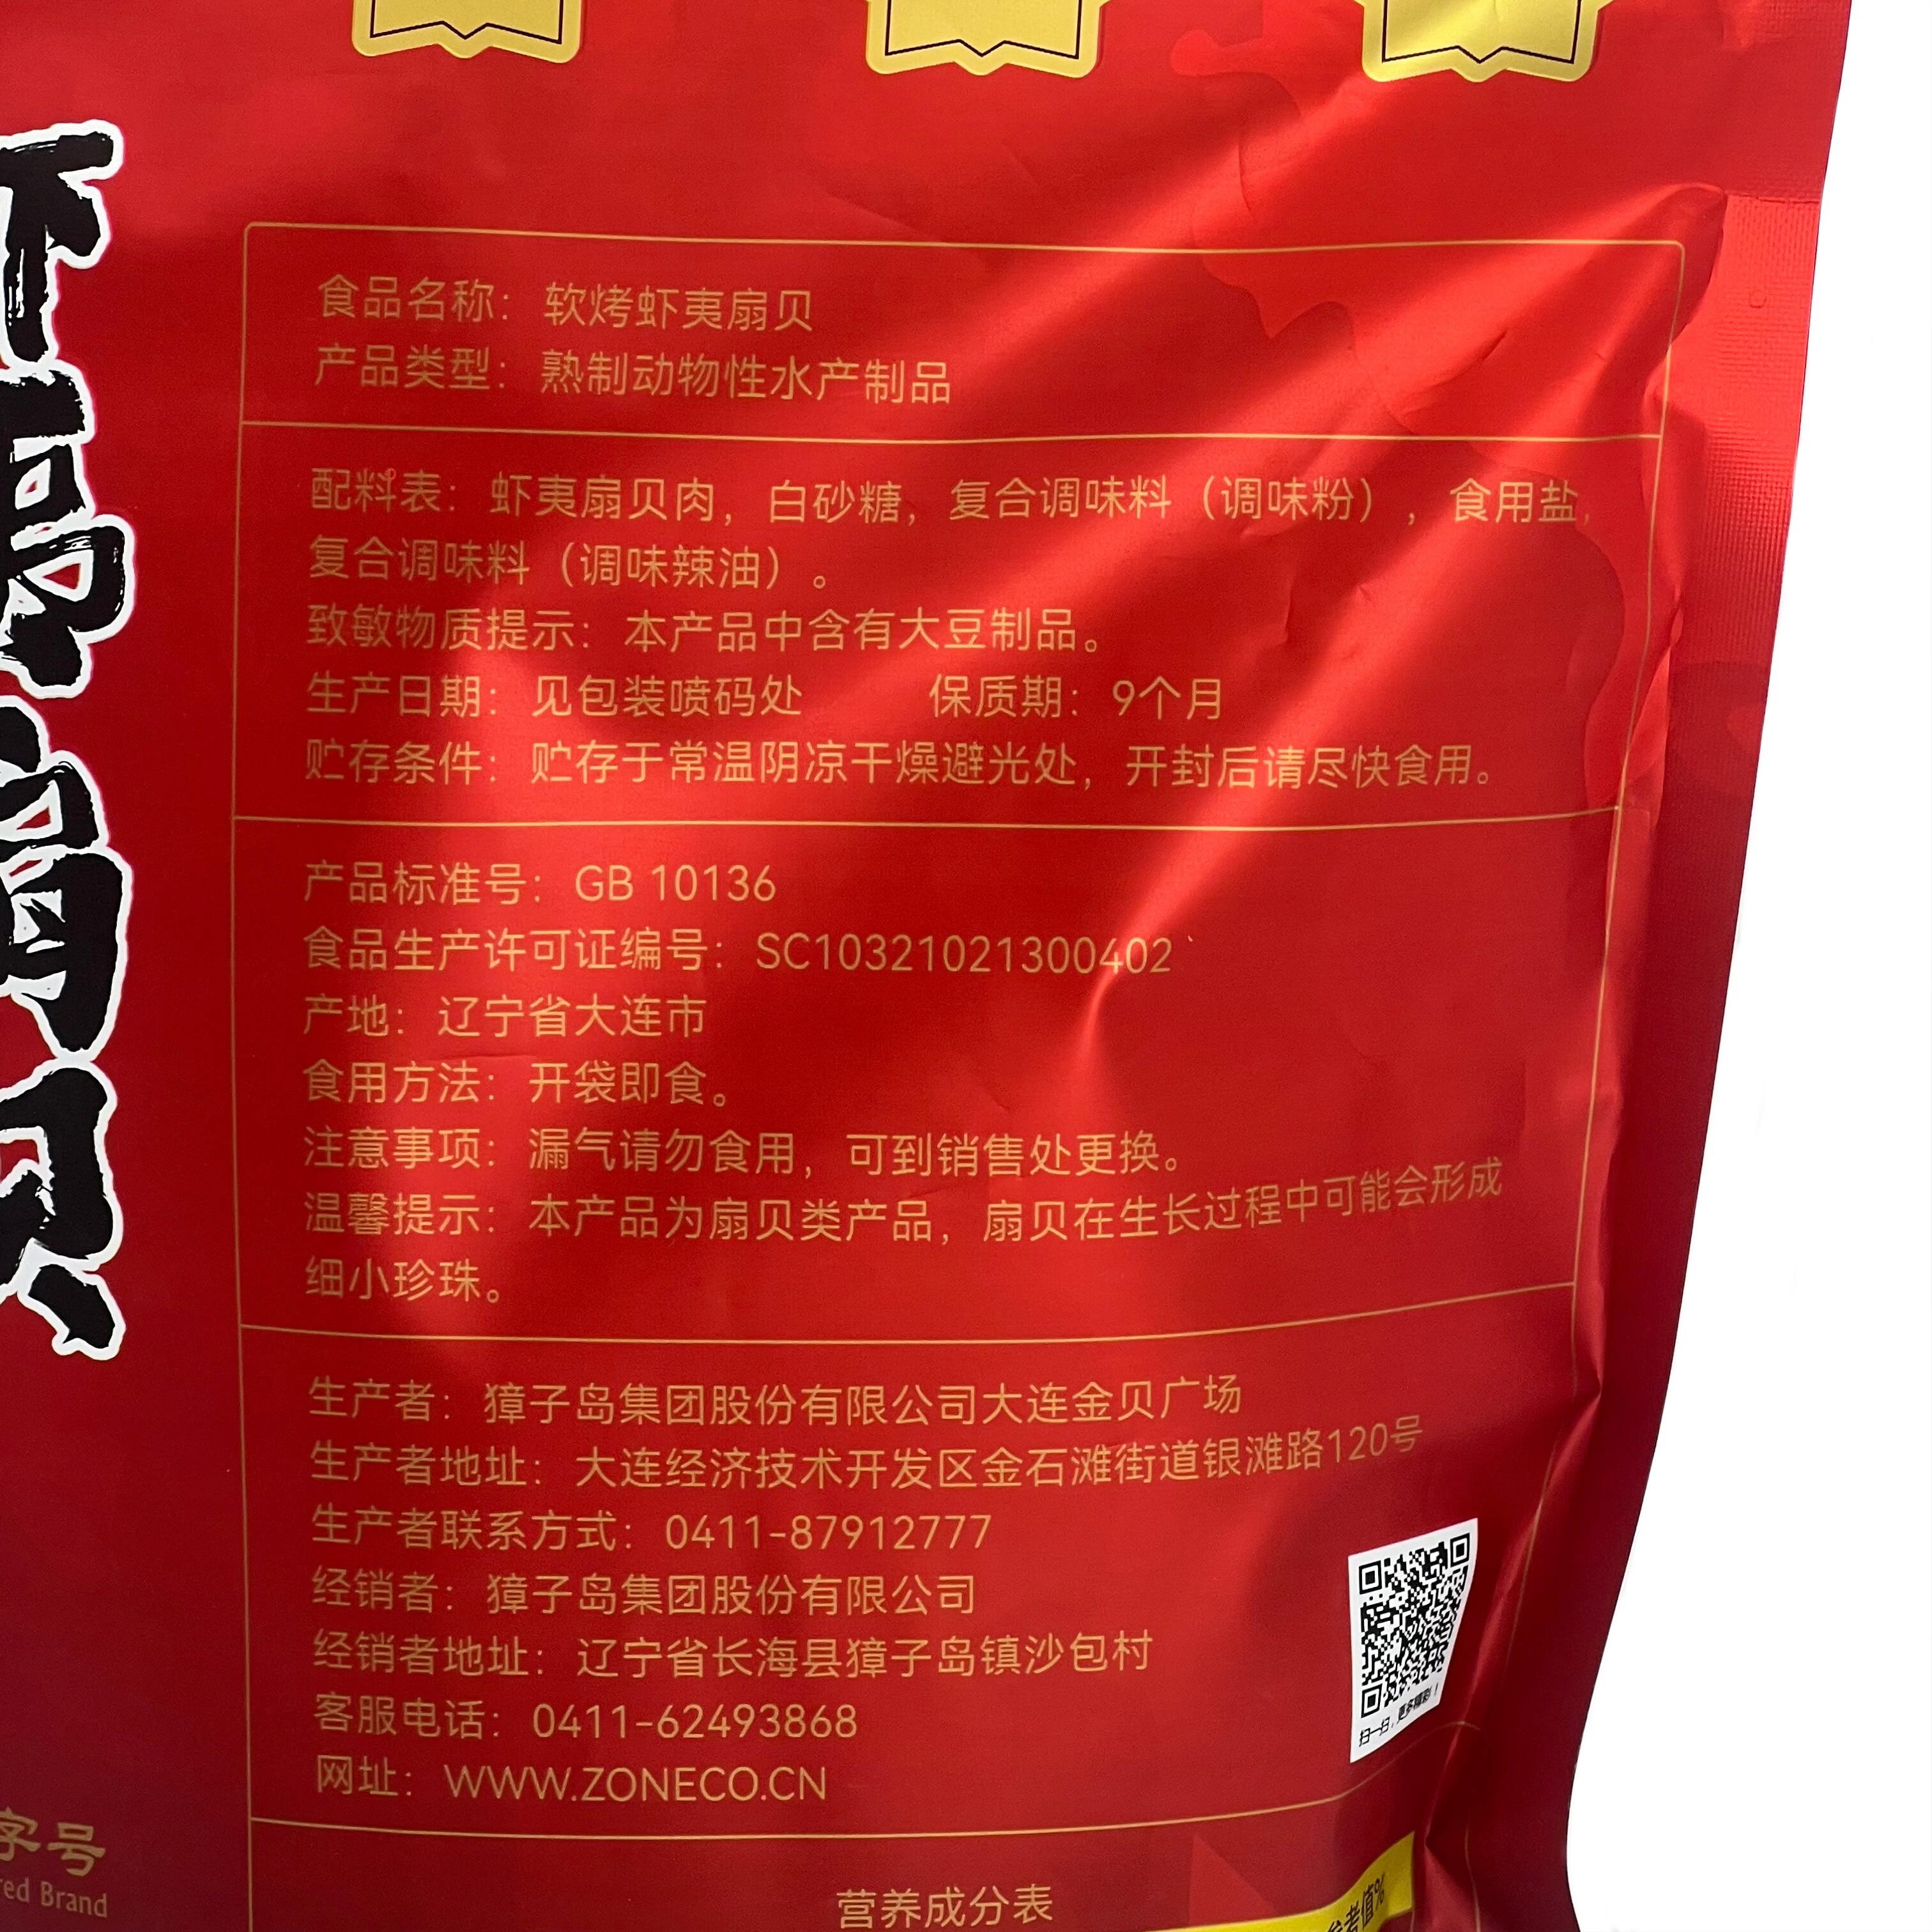 食品名称：软烤虾夷扇贝
产品类型：熟制动物性水产制品
配料表：虾夷扇贝肉，白砂糖，复合调味料（调味粉），食用盐，
复合调味料（调味辣油）。
致敏物质提示：本产品中含有大豆制品。
生产日期：见包装喷码处 保质期：9个月
贮存条件：贮存于常温阴凉干燥避光处，开封后请尽快食用。
产品标准号：GB 10136
食品生产许可证编号：SC10321021300402
产地：辽宁省大连市
食用方法：开袋即食。
注意事项：漏气请勿食用，可到销售处更换。
温馨提示：本产品为扇贝类产品，扇贝在生长过程中可能会形成
细小珍珠。
生产者：獐子岛集团股份有限公司大连金贝广场
生产者地址：大连经济技术开发区金石滩街道银滩路120号
生产者联系方式：0411-87912777
经销者：獐子岛集团股份有限公司
经销者地址：辽宁省长海县獐子岛镇沙包村
客服电话：0411-62493868
网址：WWW.ZONECO.CN
扫一扫，更多精彩！
营养成分表
参考值%
字号
Brand